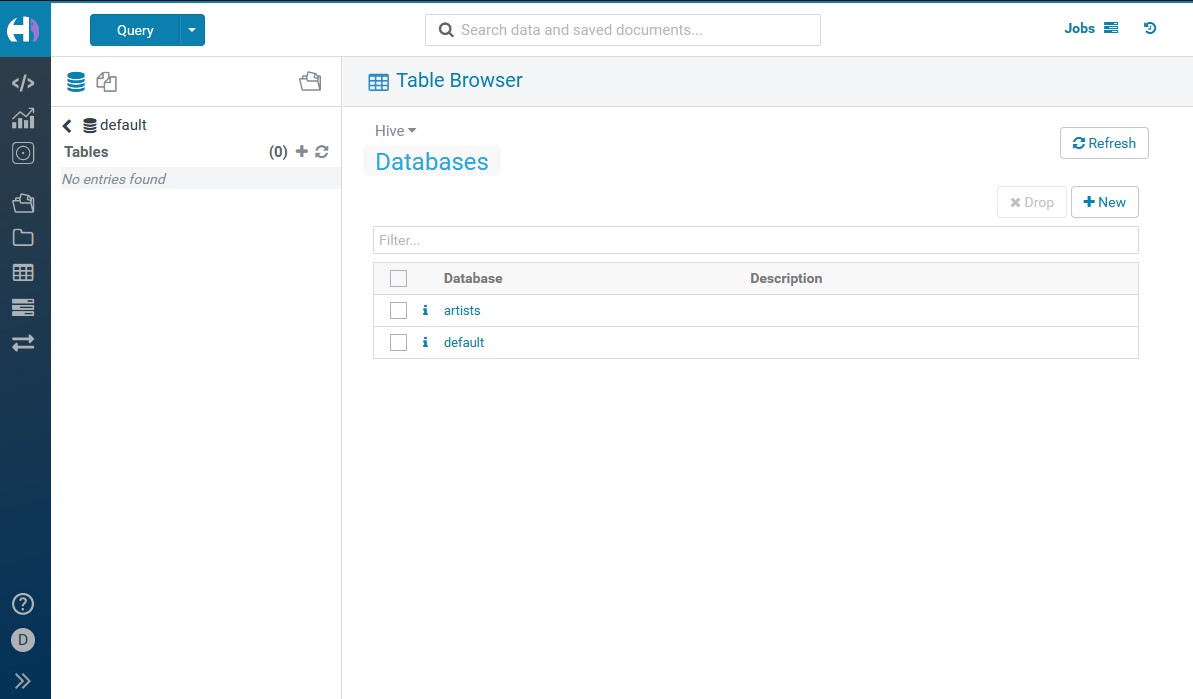 Query
Search data and saved documents...
Jobs
default
Tables (0)
No entries found
Table Browser
Hive
Databases
Refresh
Drop
New
Filter...
Database Description
artists
default
D